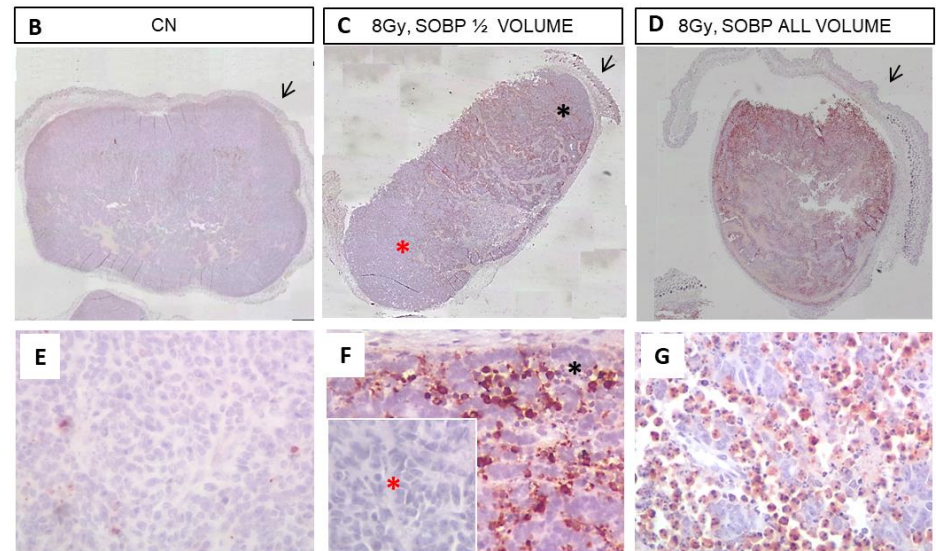 B CN
C 8Gy, SOBP ½ VOLUME
D 8Gy, SOBP ALL VOLUME
*
*
E
F
*
*
G